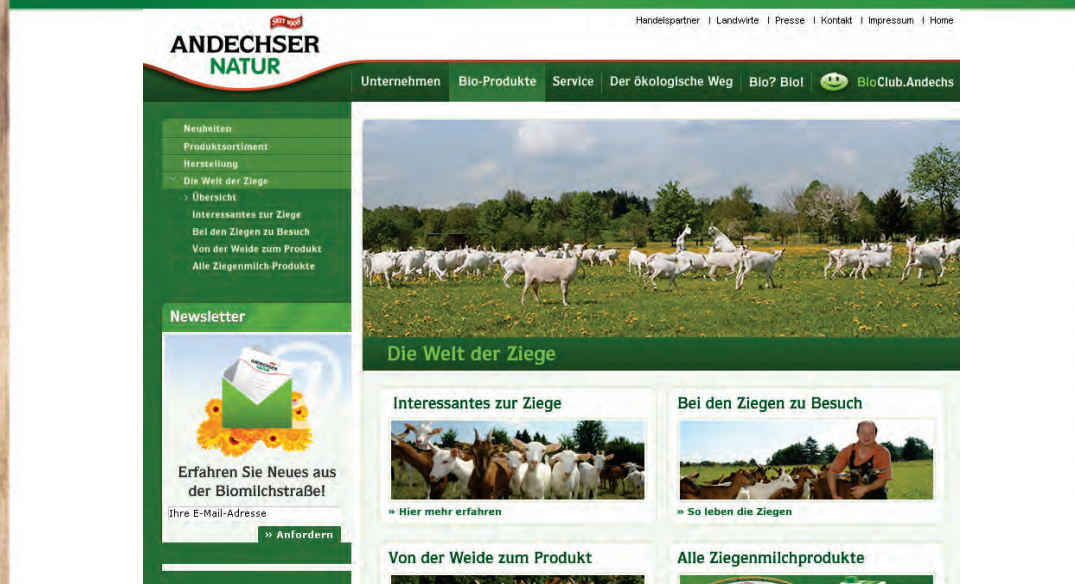 Handelspartner | Landwirte | Presse | Kontakt | Impressum | Home
SEIT 1908
ANDECHSER
NATUR
Unternehmen Bio-Produkte Service Der ökologische Weg Bio? Bio! BioClub.Andechs
Neuheiten
Produktsortiment
Herstellung
Die Welt der Ziege
› Übersicht
Interessantes zur Ziege
Bei den Ziegen zu Besuch
Von der Weide zum Produkt
Alle Ziegenmilch-Produkte
Newsletter
ANDECHSER
NATUR
Erfahren Sie Neues aus
der Biomilchstraße!
Ihre E-Mail-Adresse
» Anfordern
Die Welt der Ziege
Interessantes zur Ziege
» Hier mehr erfahren
Bei den Ziegen zu Besuch
» So leben die Ziegen
Von der Weide zum Produkt
Alle Ziegenmilchprodukte